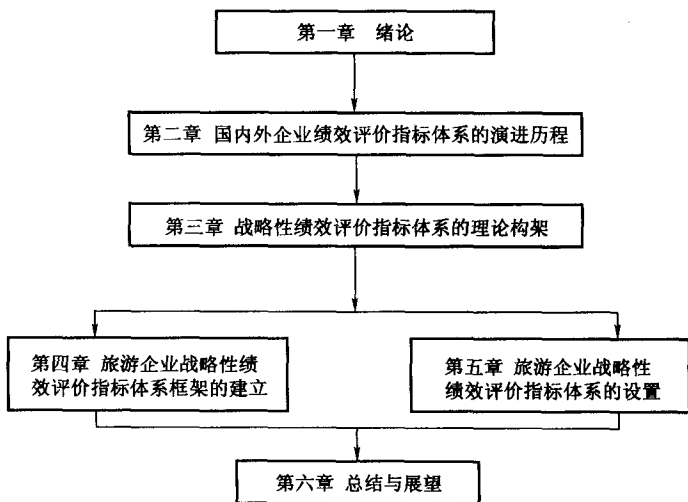 第一章 绪论
第二章 国内外企业绩效评价指标体系的演进历程
第三章 战略性绩效评价指标体系的理论构架
第四章 旅游企业战略性绩
效评价指标体系框架的建立
第五章 旅游企业战略性
绩效评价指标体系的设置
第六章 总结与展望